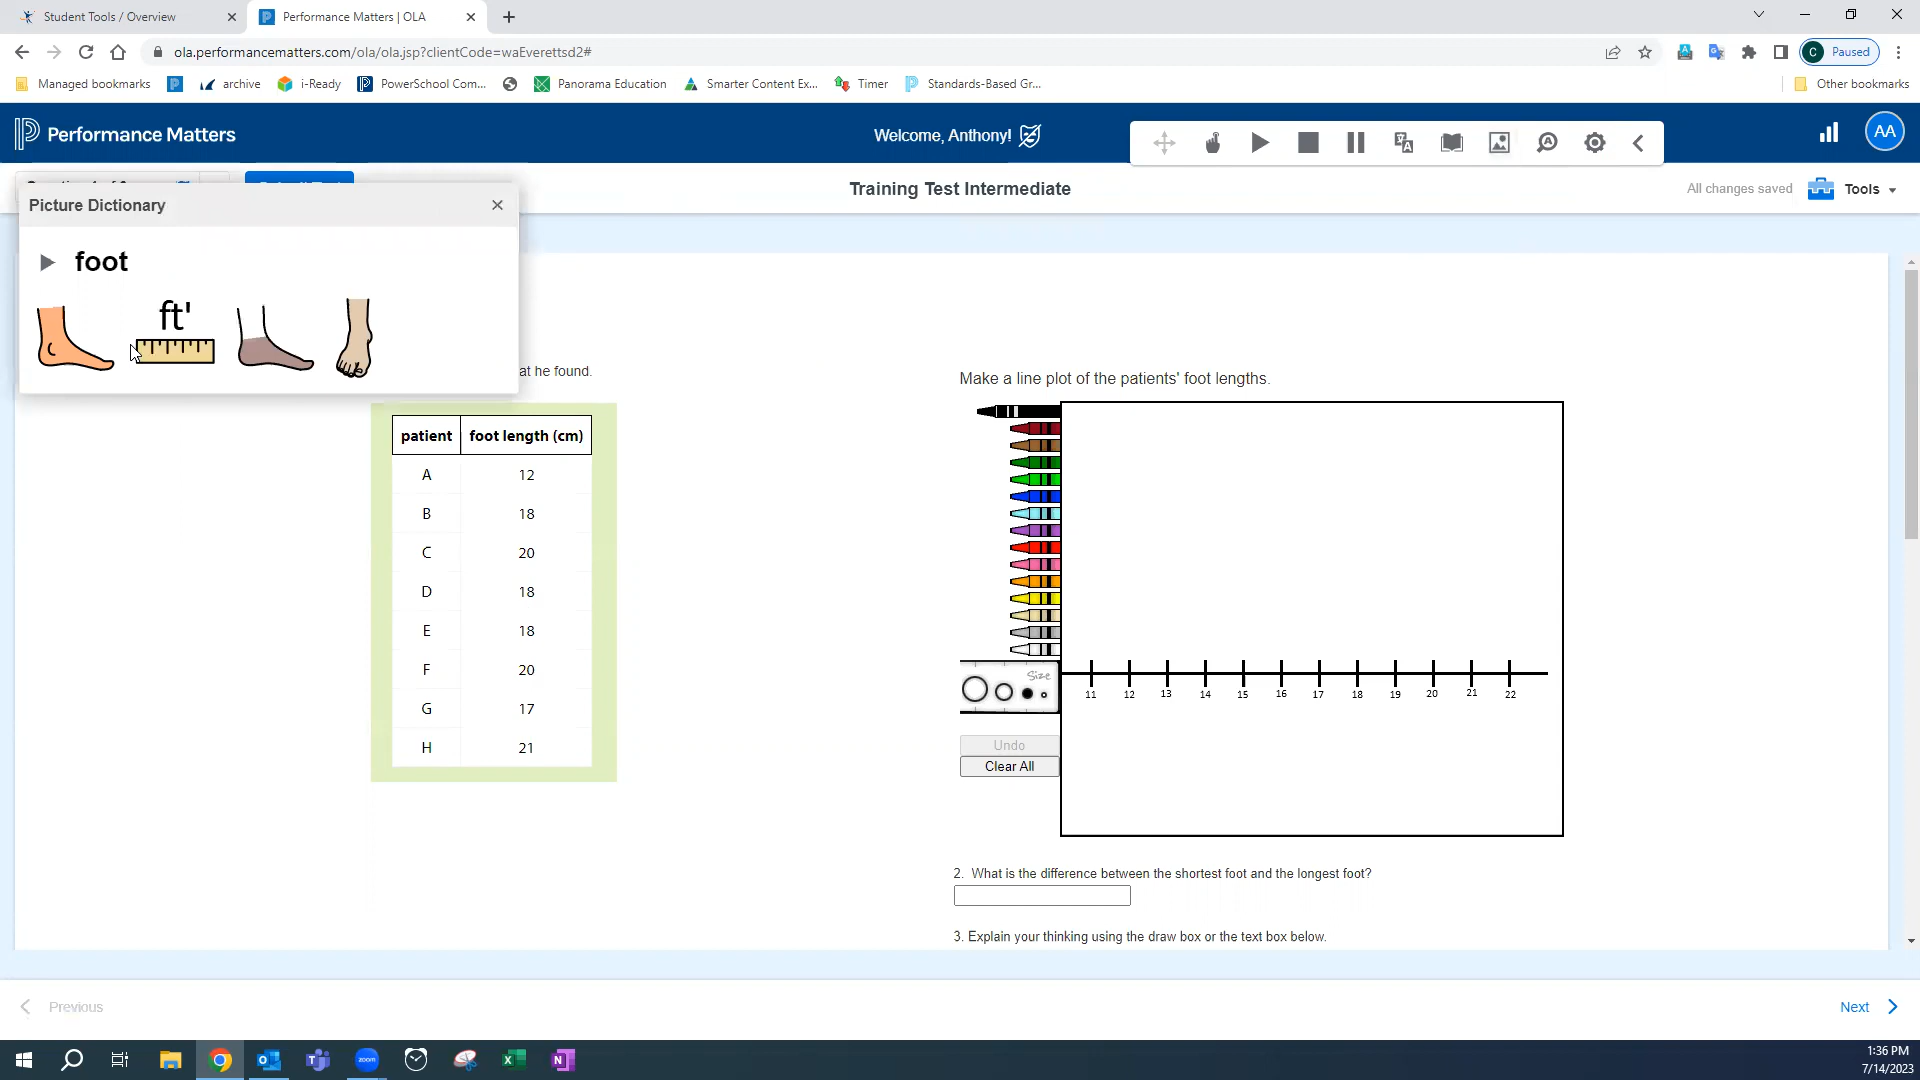 Student Tools / Overview
Performance Matters | OLA
ola.performancematters.com/ola/ola.jsp?clientCode=waEverettsd2#
C Paused
Managed bookmarks
archive
i-Ready
PowerSchool Com...
Panorama Education
Smarter Content Ex...
Timer
Standards-Based Gr...
Other bookmarks
Performance Matters
Welcome, Anthony!
AA
Training Test Intermediate
All changes saved
Tools
Picture Dictionary
foot
ft'
at he found.
patient foot length (cm)
A 12
B 18
C 20
D 18
E 18
F 20
G 17
H 21
Make a line plot of the patients' foot lengths.
Size
11 12 13 14 15 16 17 18 19 20 21 22
Undo
Clear All
2. What is the difference between the shortest foot and the longest foot?
3. Explain your thinking using the draw box or the text box below.
Previous
Next
zoom
1:36 PM
7/14/2023